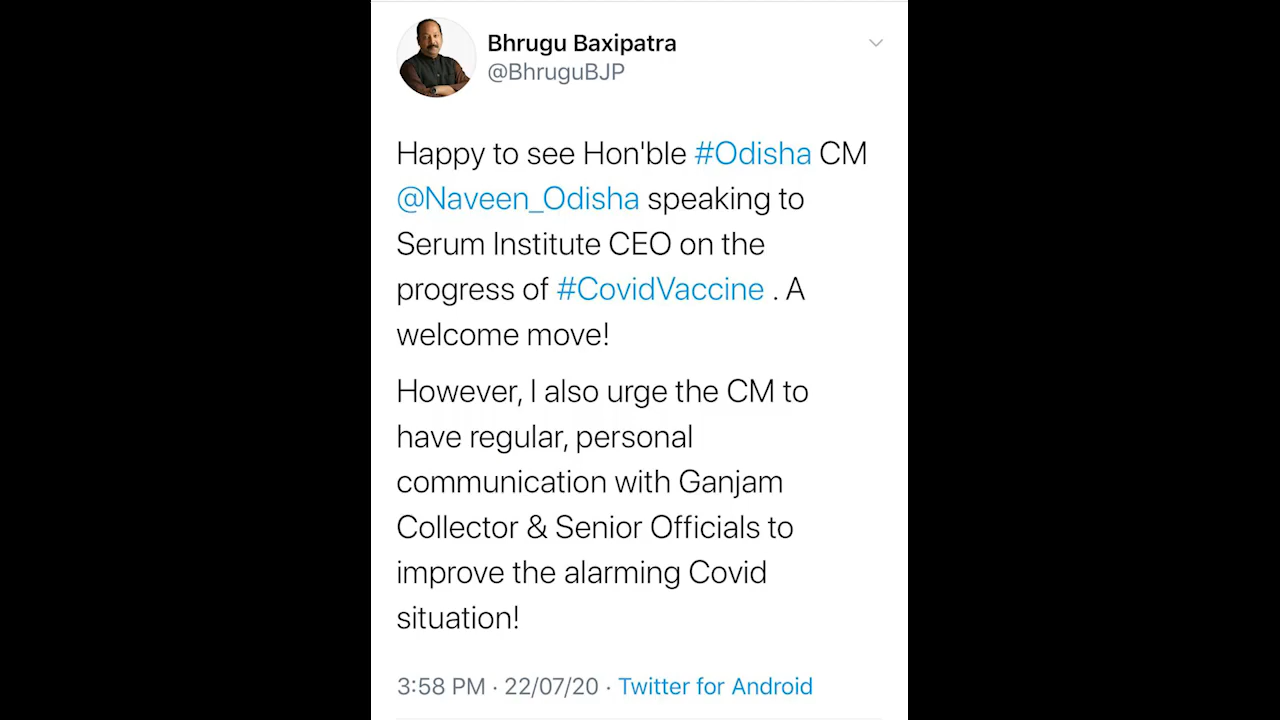 Bhrugu Baxipatra
@BhruguBJP
Happy to see Hon'ble #Odisha CM
@Naveen_Odisha speaking to
Serum Institute CEO on the
progress of #CovidVaccine . A
welcome move!
However, I also urge the CM to
have regular, personal
communication with Ganjam
Collector & Senior Officials to
improve the alarming Covid
situation!
3:58 PM · 22/07/20 · Twitter for Android